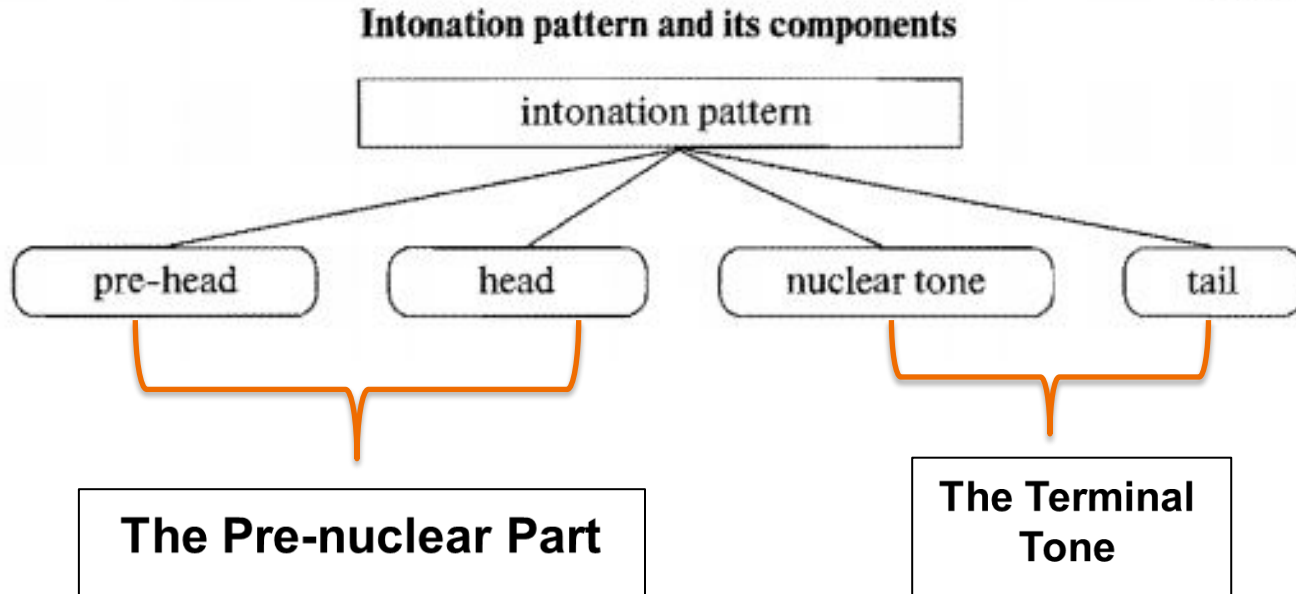 Intonation pattern and its components
intonation pattern
pre-head head nuclear tone tail
The Pre-nuclear Part
The Terminal
Tone